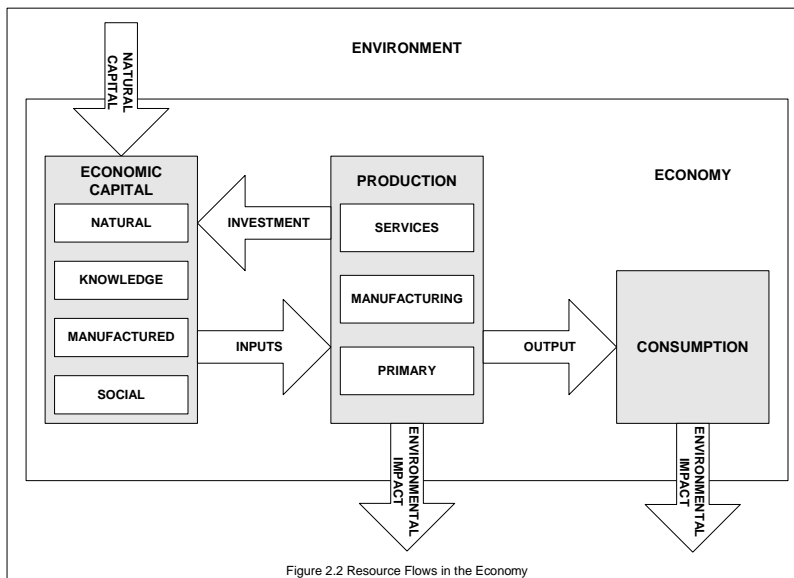 ENVIRONMENT
NATURAL
CAPITAL
ECONOMY
ECONOMIC
CAPITAL
NATURAL
KNOWLEDGE
MANUFACTURED
SOCIAL
INVESTMENT
INPUTS
PRODUCTION
SERVICES
MANUFACTURING
PRIMARY
OUTPUT
CONSUMPTION
ENVIRONMENTAL
IMPACT
ENVIRONMENTAL
IMPACT
Figure 2.2 Resource Flows in the Economy